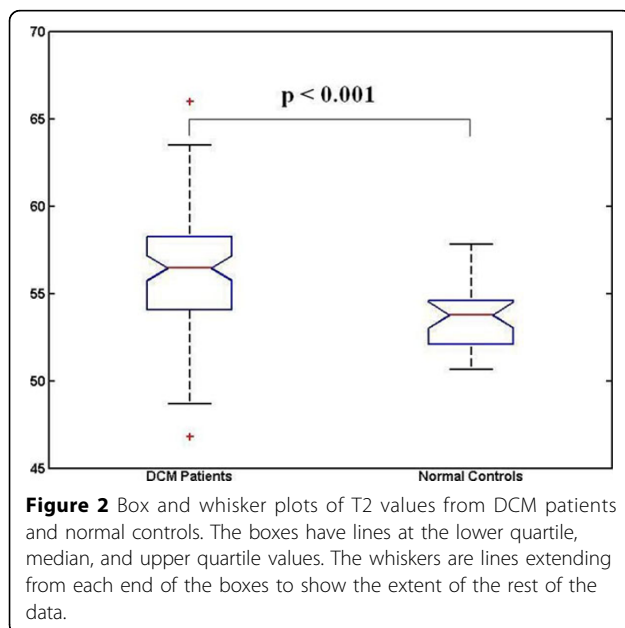 70
p < 0.001
65
60
55
50
45
DCM Patients Normal Controls
Figure 2 Box and whisker plots of T2 values from DCM patients
and normal controls. The boxes have lines at the lower quartile,
median, and upper quartile values. The whiskers are lines extending
from each end of the boxes to show the extent of the rest of the
data.